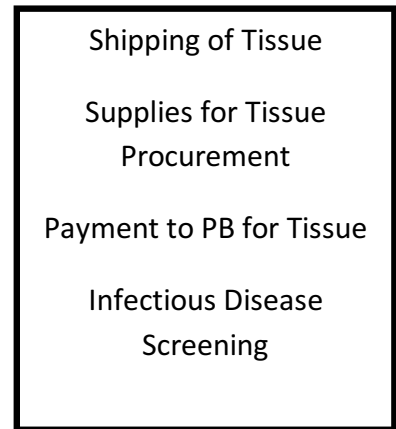 Shipping of Tissue
Supplies for Tissue
Procurement
Payment to PB for Tissue
Infectious Disease
Screening